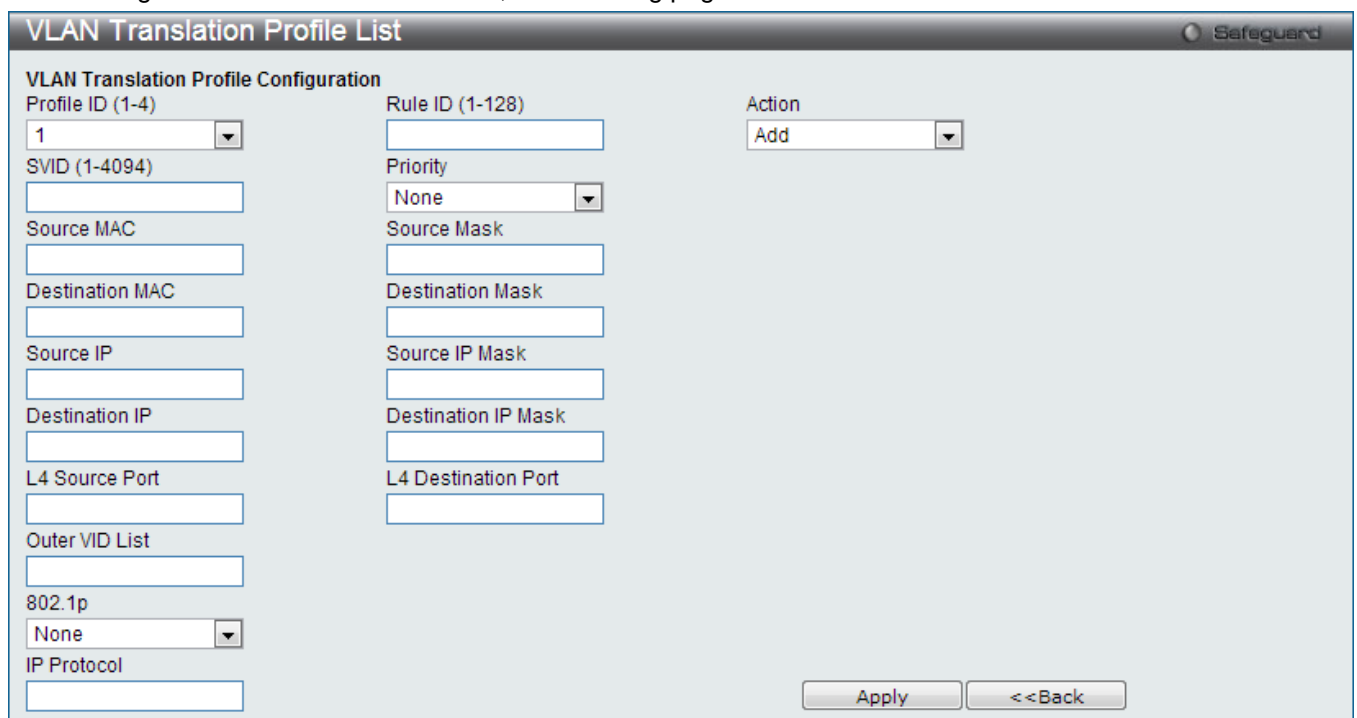 VLAN Translation Profile List Safeguard
VLAN Translation Profile Configuration
Profile ID (1-4) Rule ID (1-128) Action
1 Add
SVID (1-4094) Priority
None
Source MAC Source Mask
Destination MAC Destination Mask
Source IP Source IP Mask
Destination IP Destination IP Mask
L4 Source Port L4 Destination Port
Outer VID List
802.1p
None
IP Protocol
Apply <<Back